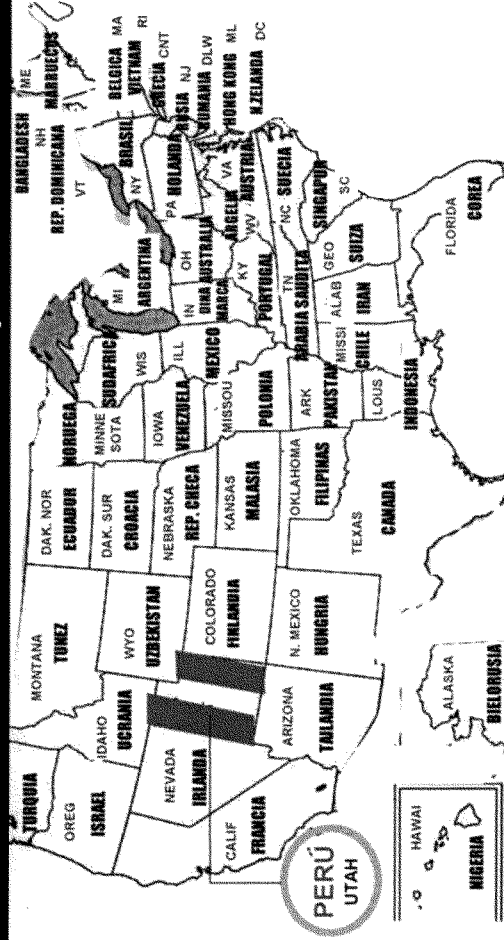 TURQUIA
OREG
ISRAEL
CALIF
FRANCIA
NEVADA
IRLANDA
IDAHO
UCRANIA
MONTANA
TUNEZ
WYO
UZBEKISTAN
PERÚ
UTAH
COLORADO
FINLANDIA
ARIZONA
TAILANDIA
N. MEXICO
HUNGRIA
DAK. NOR
ECUADOR
DAK. SUR
CROACIA
NEBRASKA
REP. CHECA
KANSAS
MALASIA
OKLAHOMA
FILIPINAS
TEXAS
CANADA
NORUEGA
MINNE
SOTA
IOWA
VENEZUELA
MISSOU
POLONIA
ARK
PAKISTAN
LOUS
INDONESIA
SUDAFRICA
WIS
ILL
MEXICO
MI
ARGENTINA
IN
DINA
MARCA
OH
AUSTRALIA
KY
PORTUGAL
TN
ARABIA SAUDITA
MISSI
CHILE
ALAB
IRAN
GEO
SUIZA
FLORIDA
COREA
SC
SINGAPUR
NC
SUECIA
WV
ARGELIA
VA
AUSTRIA
PA
HOLANDA
NY
BRASIL
VT
REP. DOMINICANA
NH
BANGLADESH
ME
MARRUECOS
BELGICA MA
VIETNAM RI
GRECIA CNT
RUSIA NJ
RUMANIA DLW
HONG KONG ML
N.ZELANDA DC
ALASKA
BIELORUSIA
HAWAI
NIGERIA